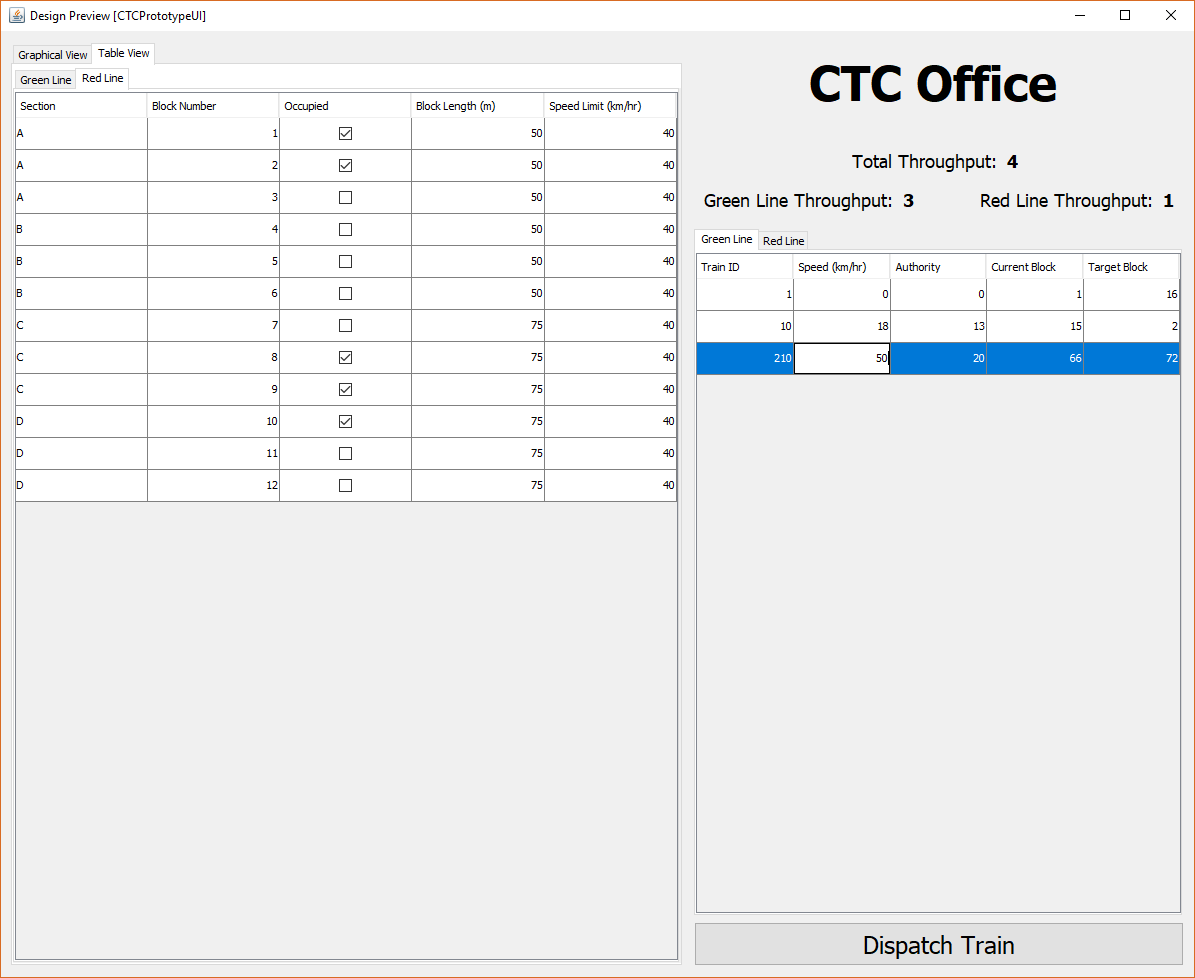 Design Preview [CTCPrototypeUI]
Graphical View Table View
Green Line Red Line
Section Block Number Occupied Block Length (m) Speed Limit (km/hr)
A 1 50 40
A 2 50 40
A 3 50 40
B 4 50 40
B 5 50 40
B 6 50 40
C 7 75 40
C 8 75 40
C 9 75 40
D 10 75 40
D 11 75 40
D 12 75 40
CTC Office
Total Throughput: 4
Green Line Throughput: 3 Red Line Throughput: 1
Green Line Red Line
Train ID Speed (km/hr) Authority Current Block Target Block
1 0 0 1 16
10 18 13 15 2
210 50 20 66 72
Dispatch Train